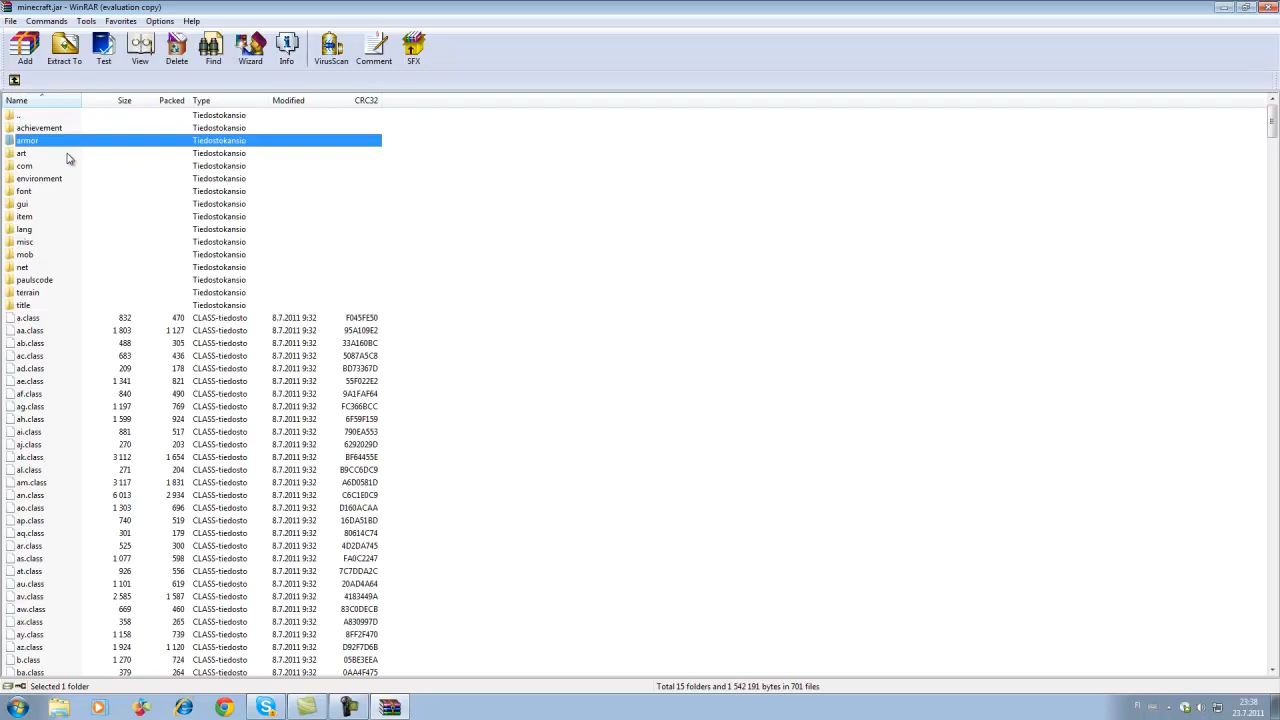 minecraft.jar - WinRAR (evaluation copy)
File Commands Tools Favorites Options Help
Add Extract To Test View Delete Find Wizard Info VirusScan Comment SFX
Name Size Packed Type Modified CRC32
.. Tiedostokansio
achievement Tiedostokansio
armor Tiedostokansio
art Tiedostokansio
com Tiedostokansio
environment Tiedostokansio
font Tiedostokansio
gui Tiedostokansio
item Tiedostokansio
lang Tiedostokansio
misc Tiedostokansio
mob Tiedostokansio
net Tiedostokansio
paulscode Tiedostokansio
terrain Tiedostokansio
title Tiedostokansio
a.class 832 470 CLASS-tiedosto 8.7.2011 9:32 F045FE50
aa.class 1 803 1 127 CLASS-tiedosto 8.7.2011 9:32 95A109E2
ab.class 488 305 CLASS-tiedosto 8.7.2011 9:32 33A160BC
ac.class 683 436 CLASS-tiedosto 8.7.2011 9:32 5087A5C8
ad.class 209 178 CLASS-tiedosto 8.7.2011 9:32 BD73367D
ae.class 1 341 821 CLASS-tiedosto 8.7.2011 9:32 55F022E2
af.class 840 490 CLASS-tiedosto 8.7.2011 9:32 9A1FAF64
ag.class 1 197 769 CLASS-tiedosto 8.7.2011 9:32 FC366BCC
ah.class 1 599 924 CLASS-tiedosto 8.7.2011 9:32 6F59F159
ai.class 881 517 CLASS-tiedosto 8.7.2011 9:32 790EA553
aj.class 270 203 CLASS-tiedosto 8.7.2011 9:32 6292029D
ak.class 3 112 1 654 CLASS-tiedosto 8.7.2011 9:32 BF64455E
al.class 271 204 CLASS-tiedosto 8.7.2011 9:32 B9CC6DC9
am.class 3 117 1 831 CLASS-tiedosto 8.7.2011 9:32 A6D0581D
an.class 6 013 2 934 CLASS-tiedosto 8.7.2011 9:32 C6C1E0C9
ao.class 1 303 696 CLASS-tiedosto 8.7.2011 9:32 D160ACAA
ap.class 740 519 CLASS-tiedosto 8.7.2011 9:32 16DA51BD
aq.class 301 179 CLASS-tiedosto 8.7.2011 9:32 80614C74
ar.class 525 300 CLASS-tiedosto 8.7.2011 9:32 4D2DA745
as.class 1 077 598 CLASS-tiedosto 8.7.2011 9:32 FA0C2247
at.class 926 556 CLASS-tiedosto 8.7.2011 9:32 7C7DDA2C
au.class 1 101 619 CLASS-tiedosto 8.7.2011 9:32 20AD4A64
av.class 2 585 1 587 CLASS-tiedosto 8.7.2011 9:32 4183449A
aw.class 669 460 CLASS-tiedosto 8.7.2011 9:32 83C0DECB
ax.class 358 265 CLASS-tiedosto 8.7.2011 9:32 A830997D
ay.class 1 158 739 CLASS-tiedosto 8.7.2011 9:32 8FF2F470
az.class 1 924 1 120 CLASS-tiedosto 8.7.2011 9:32 D92F7D6B
b.class 1 270 724 CLASS-tiedosto 8.7.2011 9:32 05BE3EEA
ba.class 379 264 CLASS-tiedosto 8.7.2011 9:32 0AA4F475
Selected 1 folder Total 15 folders and 1 542 191 bytes in 701 files
FI 23:38
23.7.2011